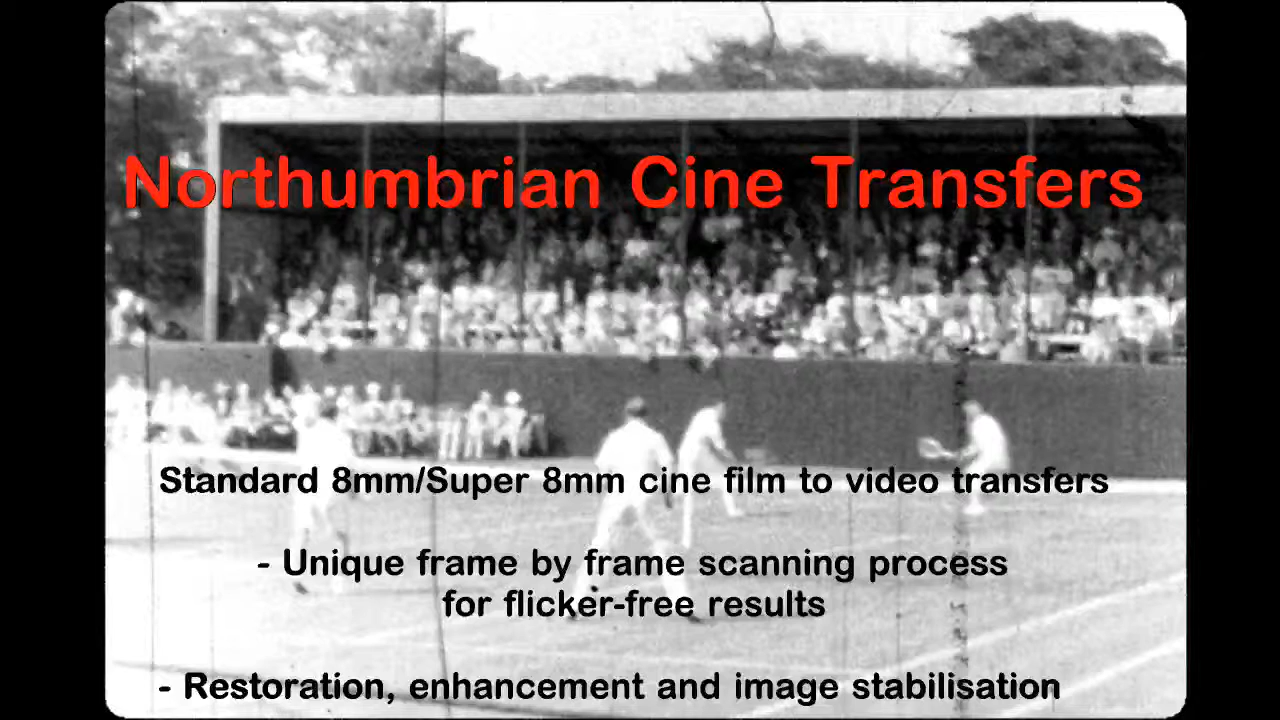 Northumbrian Cine Transfers
Standard 8mm/Super 8mm cine film to video transfers
- Unique frame by frame scanning process
for flicker-free results
- Restoration, enhancement and image stabilisation